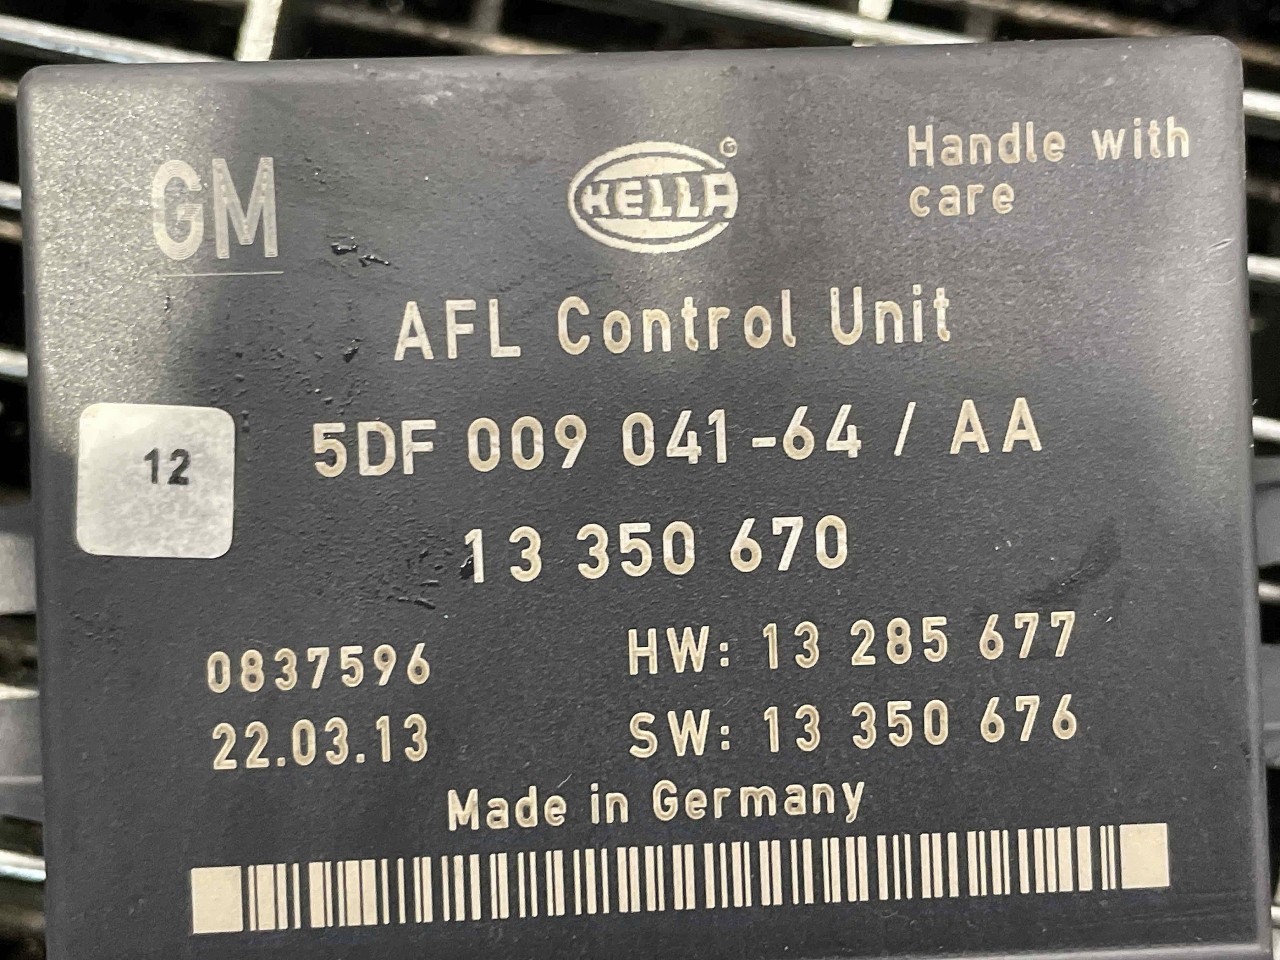 GM
HELLA
Handle with
care
AFL Control Unit
5DF 009 041-64 / AA
12
13 350 670
0837596
HW: 13 285 677
22.03.13
SW: 13 350 676
Made in Germany